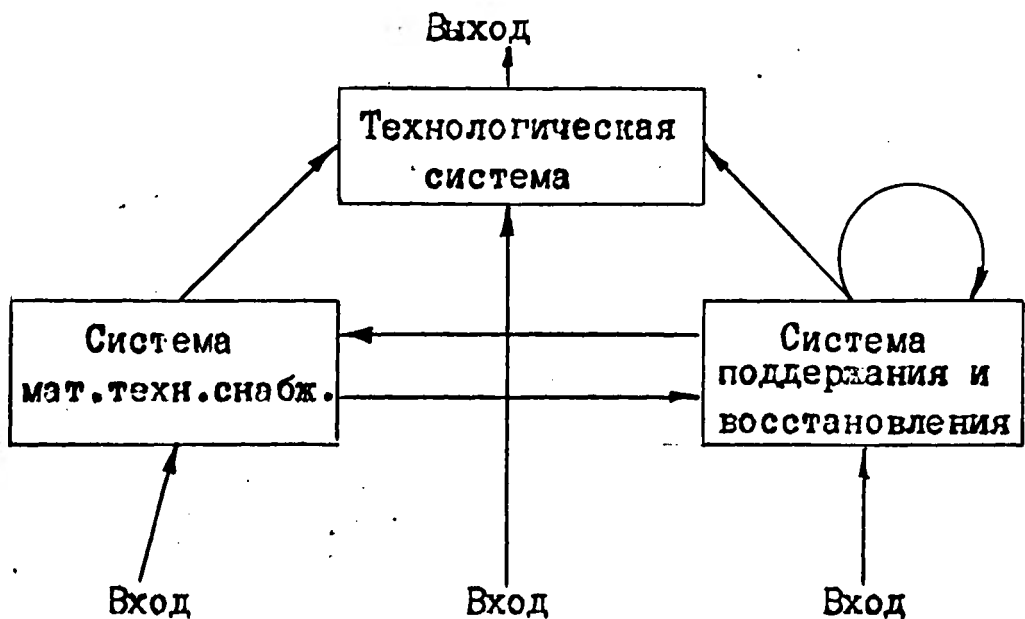 Выход
Технологическая
система
Система
мат.техн.снабж.
Система
поддержания и
восстановления
Вход
Вход
Вход